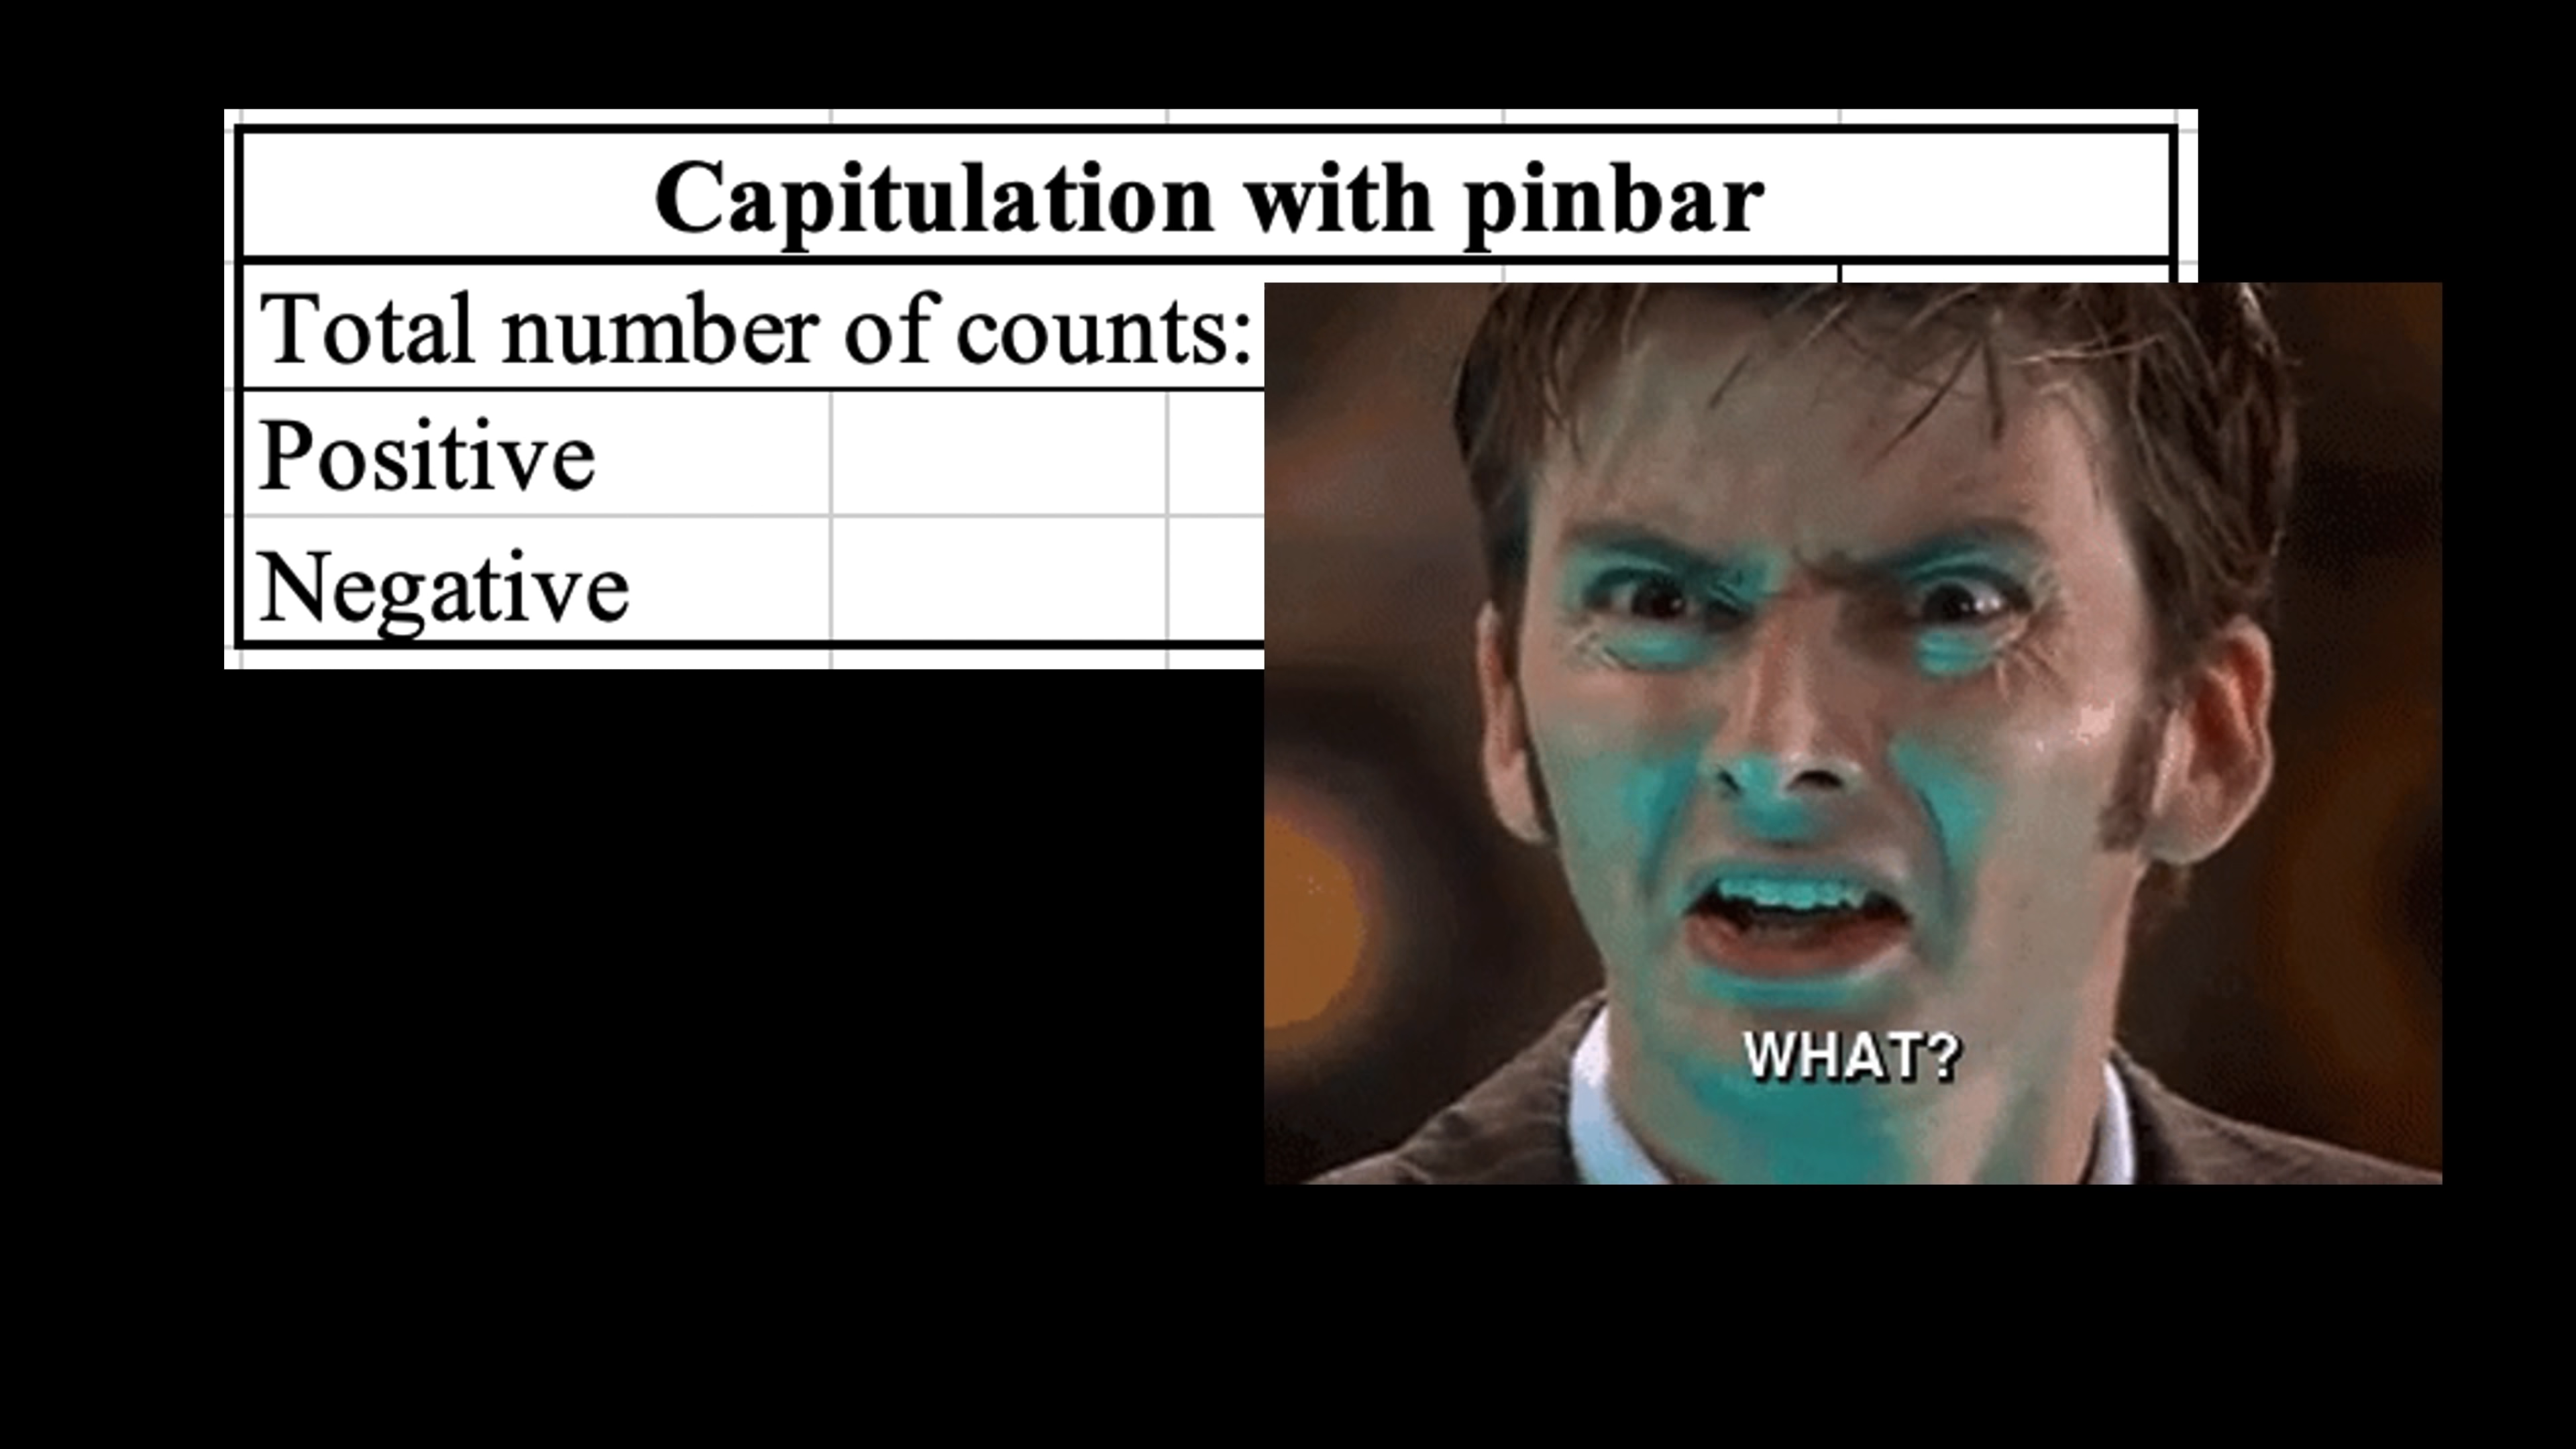 Capitulation with pinbar
Total number of counts:
Positive
Negative
WHAT?